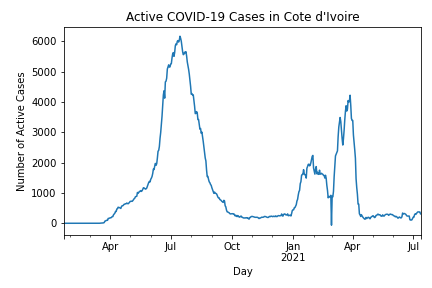 Active COVID-19 Cases in Cote d'Ivoire
Number of Active Cases
6000
5000
4000
3000
2000
1000
0
Apr
Jul
Oct
Jan
2021
Apr
Jul
Day